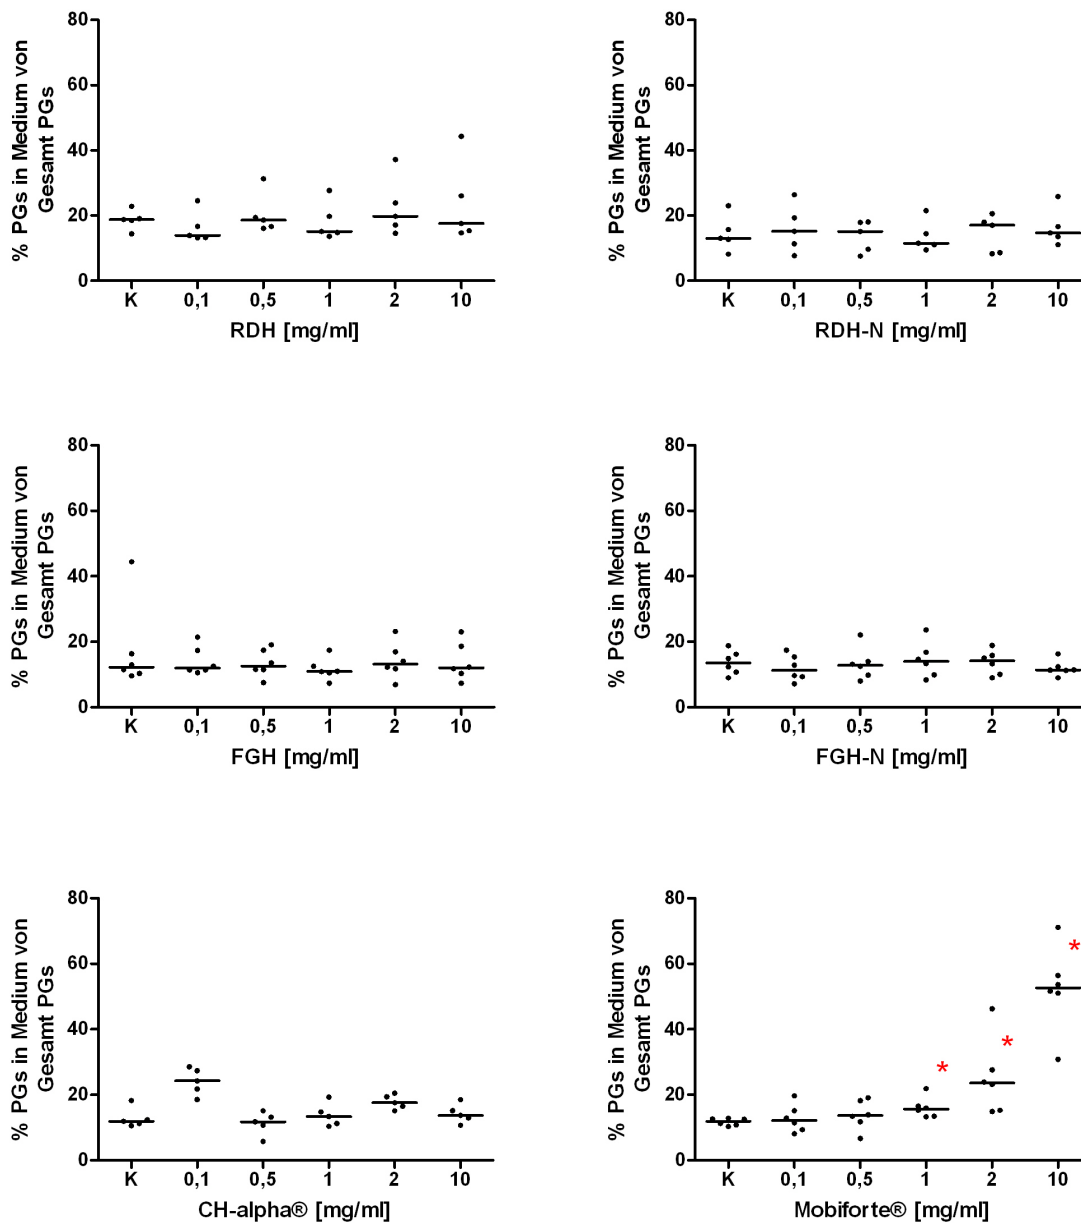 % PGs in Medium von
Gesamt PGs
80
60
40
20
0
K 0,1 0,5 1 2 10
RDH [mg/ml]
% PGs in Medium von
Gesamt PGs
80
60
40
20
0
K 0,1 0,5 1 2 10
RDH-N [mg/ml]
% PGs in Medium von
Gesamt PGs
80
60
40
20
0
K 0,1 0,5 1 2 10
FGH [mg/ml]
% PGs in Medium von
Gesamt PGs
80
60
40
20
0
K 0,1 0,5 1 2 10
FGH-N [mg/ml]
% PGs in Medium von
Gesamt PGs
80
60
40
20
0
K 0,1 0,5 1 2 10
CH-alpha® [mg/ml]
% PGs in Medium von
Gesamt PGs
80
60
40
20
0
*
*
*
K 0,1 0,5 1 2 10
Mobiforte® [mg/ml]